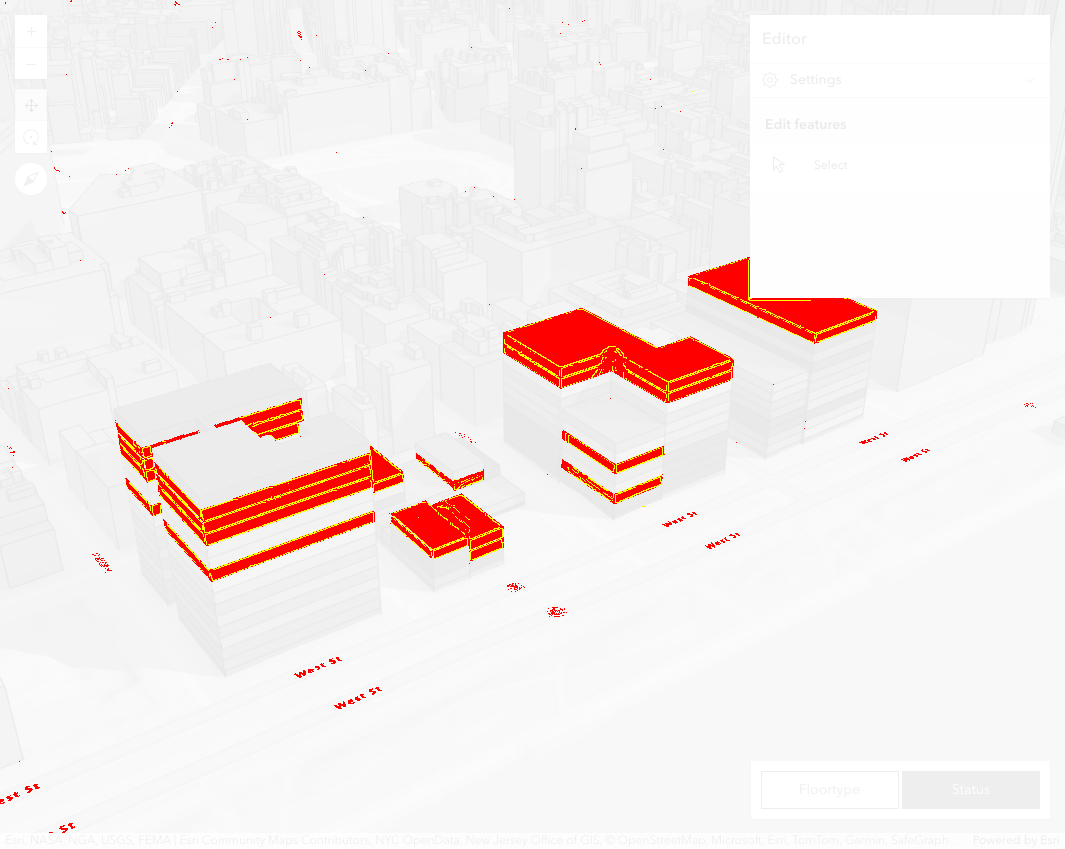 Editor
Settings
Edit features
Select
West St
West St
West St
West St
West St
West St
est St
St
Floortype
Status
Esri, NASA, NGA, USGS, FEMA | Esri Community Maps Contributors, NYC OpenData, New Jersey Office of GIS, © OpenStreetMap, Microsoft, Esri, TomTom, Garmin, SafeGraph
Powered by Esri